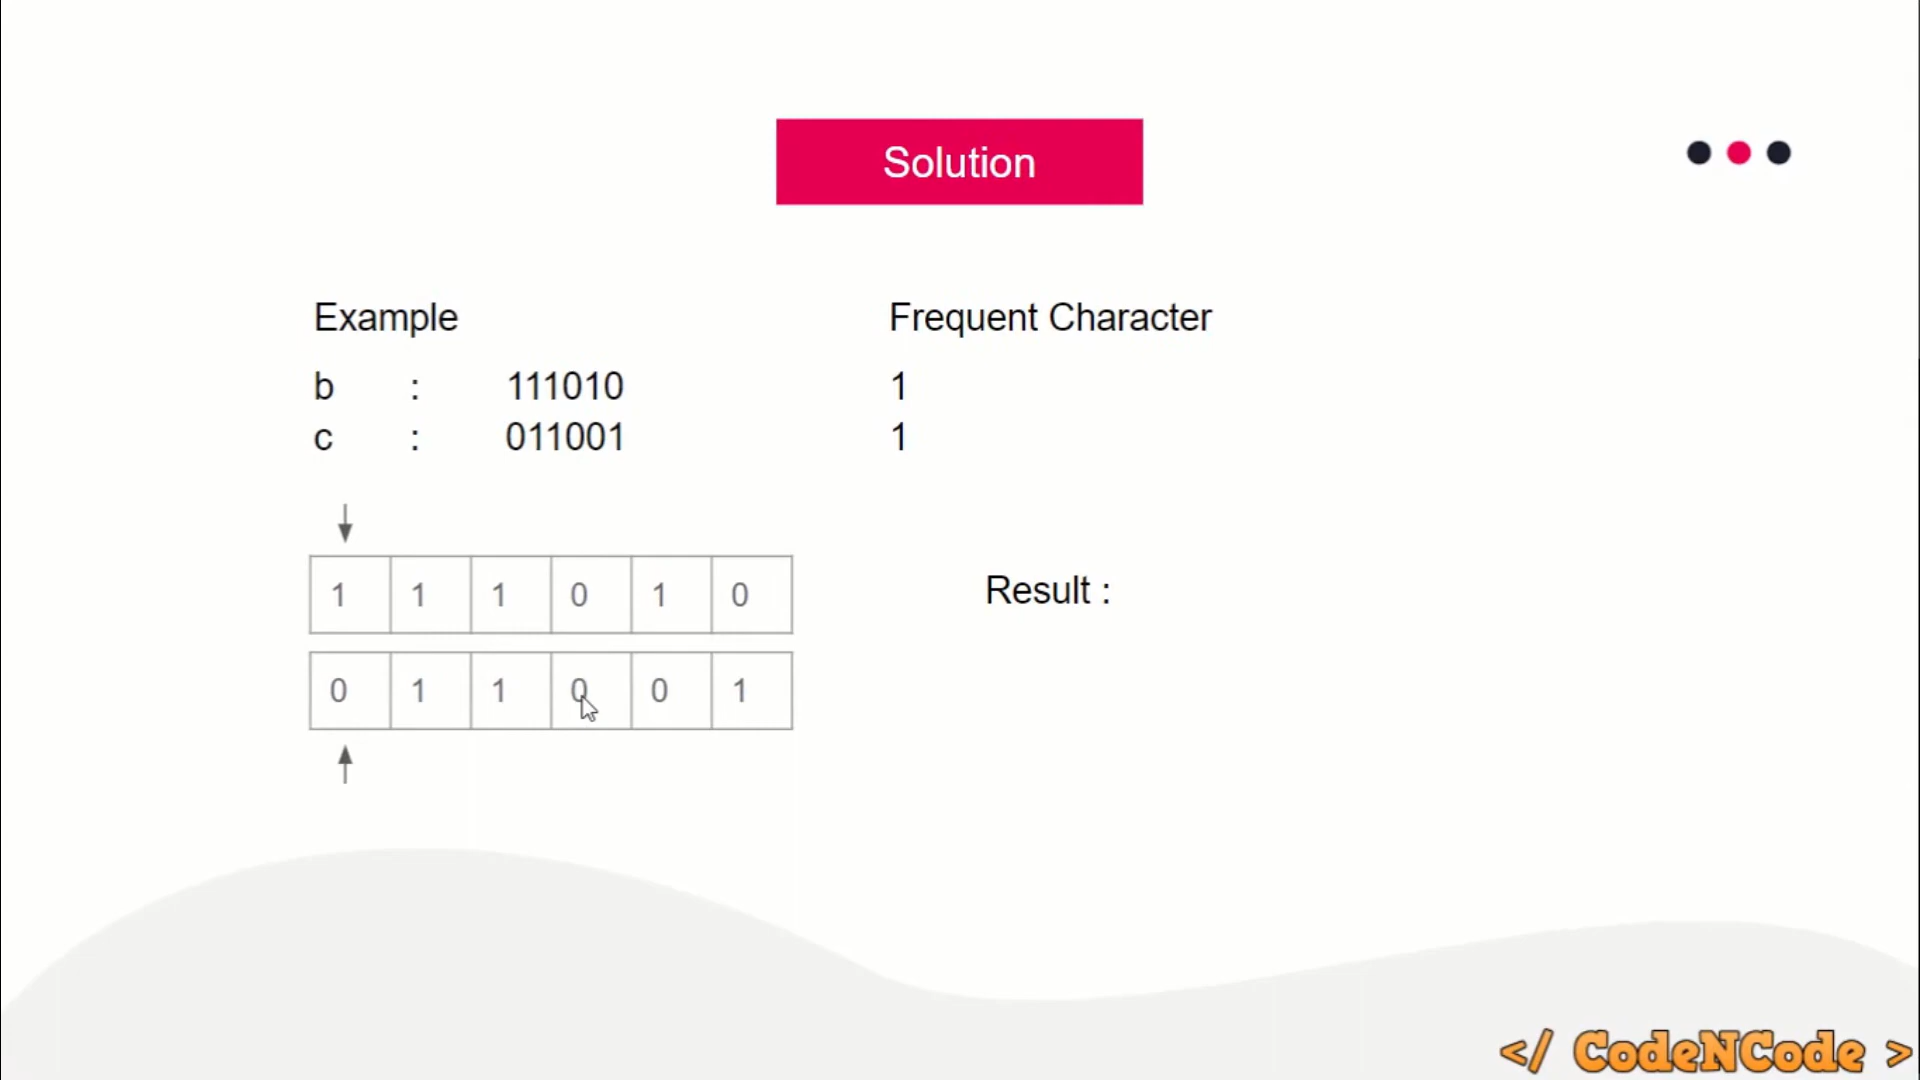 Solution
Example Frequent Character
b : 111010 1
c : 011001 1
1 1 1 0 1 0
Result :
0 1 1 0 0 1
</ CodeNCode >